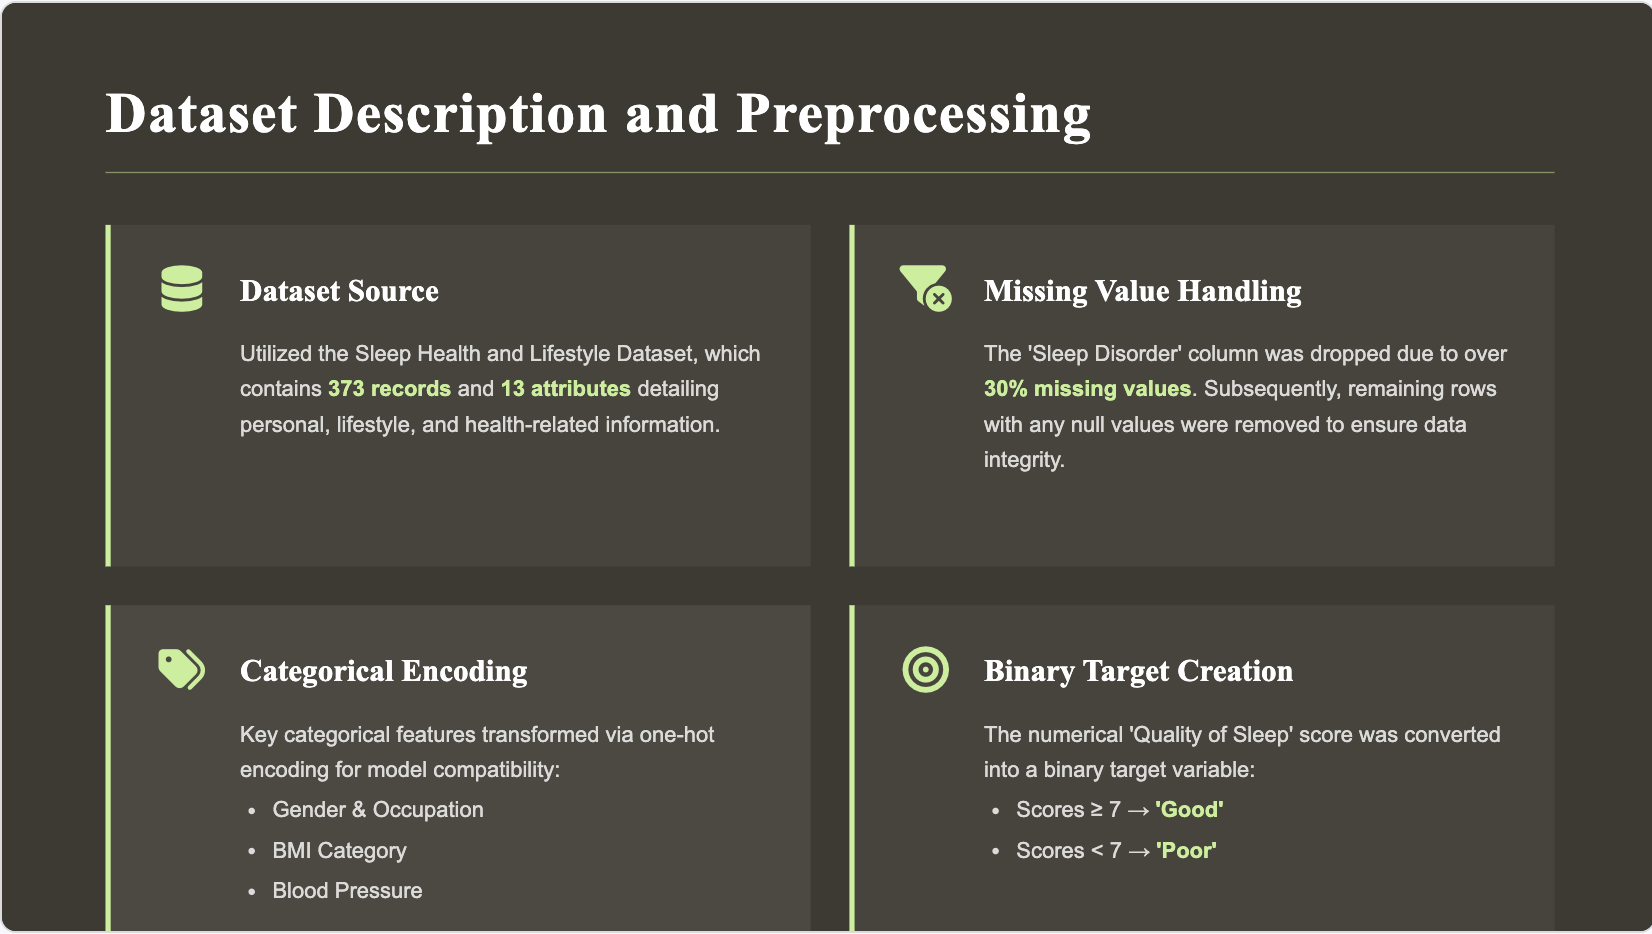 Dataset Description and Preprocessing
Dataset Source
Utilized the Sleep Health and Lifestyle Dataset, which
contains 373 records and 13 attributes detailing
personal, lifestyle, and health-related information.
Missing Value Handling
The 'Sleep Disorder' column was dropped due to over
30% missing values. Subsequently, remaining rows
with any null values were removed to ensure data
integrity.
Categorical Encoding
Key categorical features transformed via one-hot
encoding for model compatibility:
• Gender & Occupation
• BMI Category
• Blood Pressure
Binary Target Creation
The numerical 'Quality of Sleep' score was converted
into a binary target variable:
• Scores ≥ 7 → 'Good'
• Scores < 7 → 'Poor'